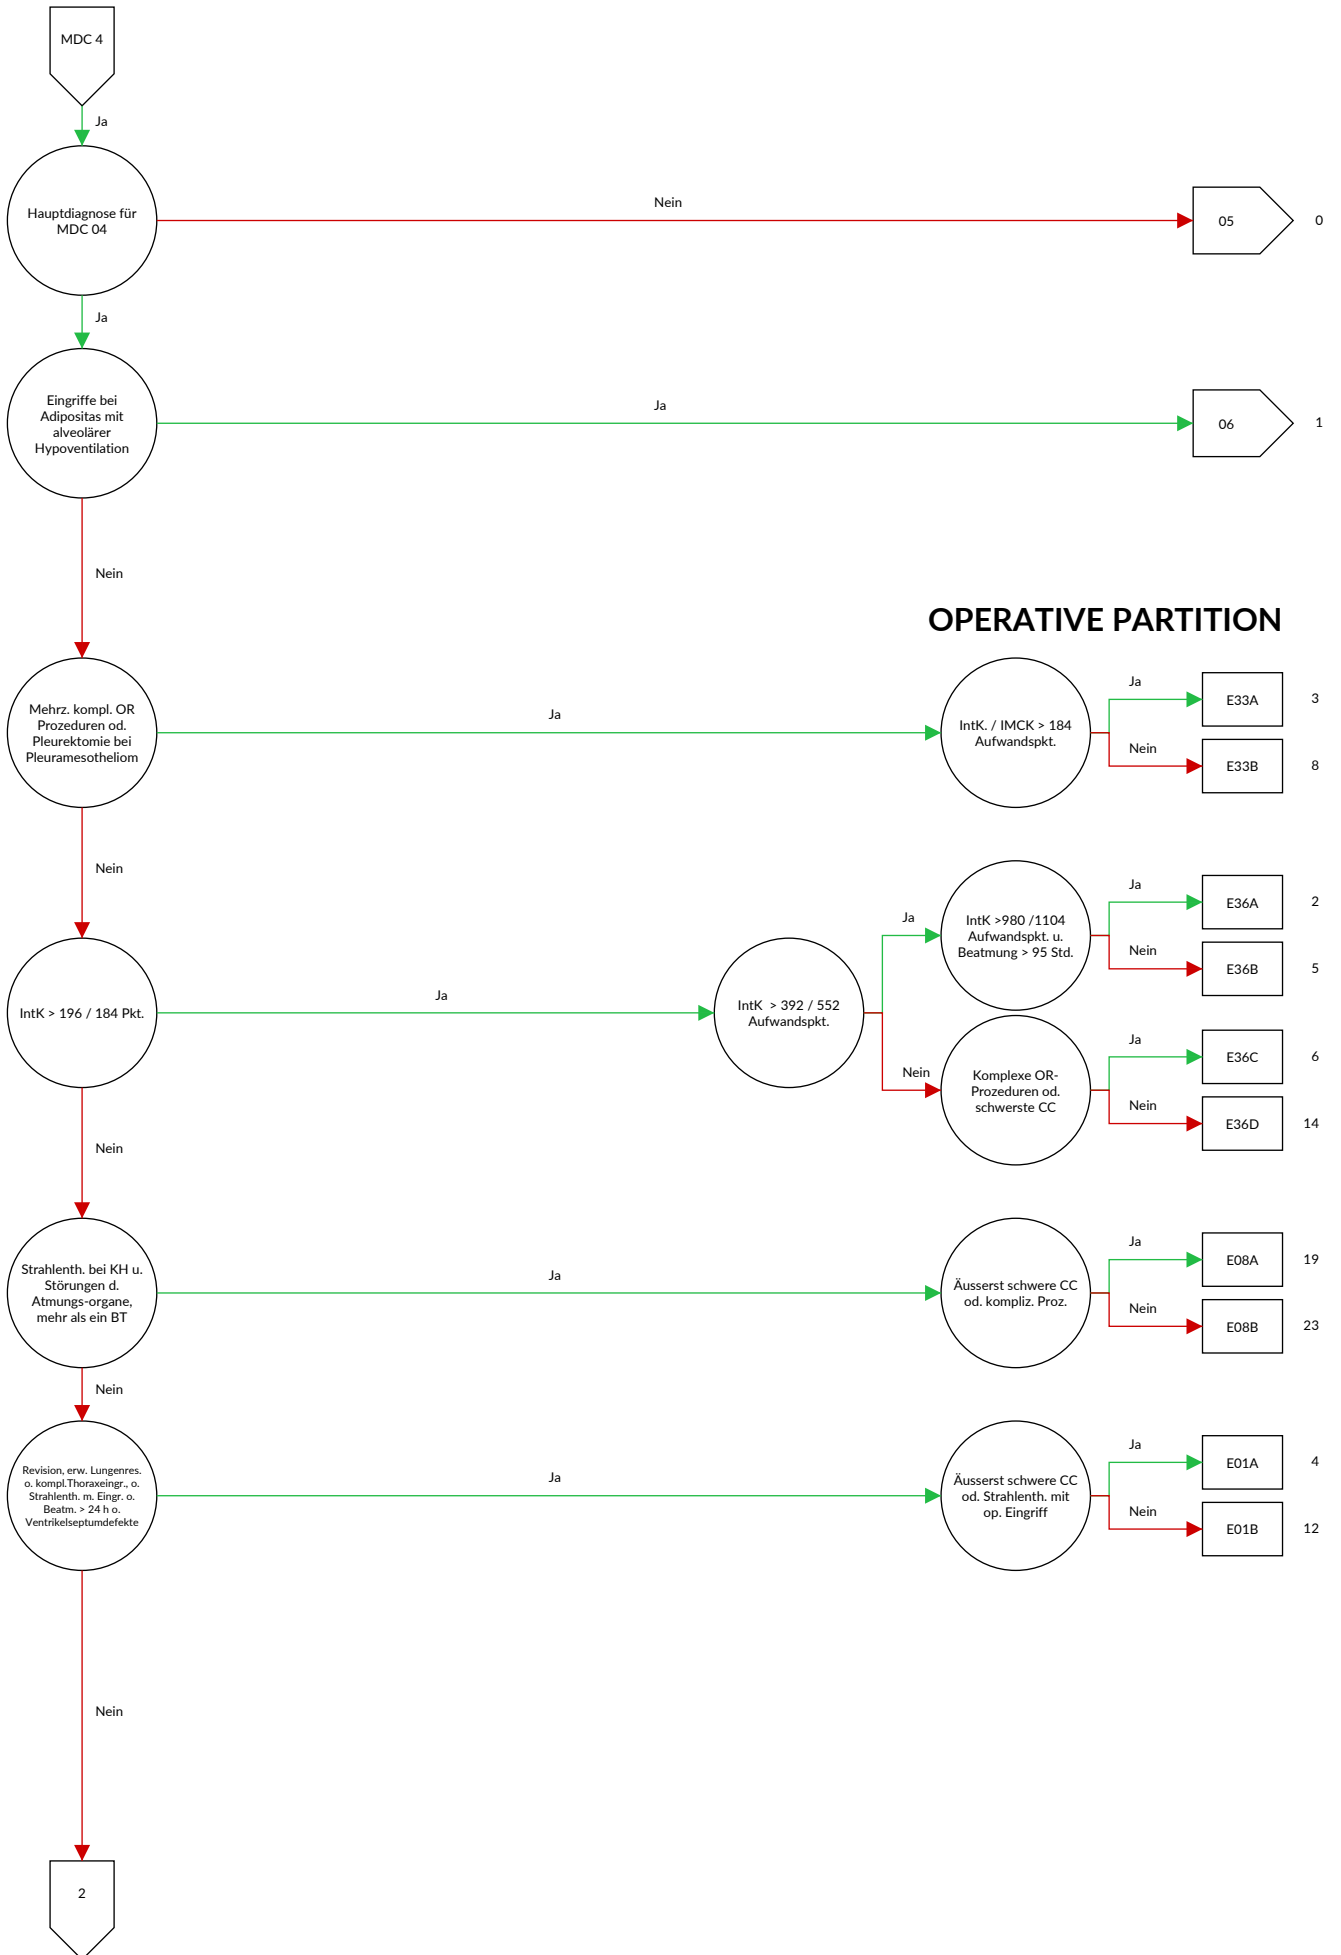 MDC 4
Ja
Hauptdiagnose für
MDC 04
Nein
05
0
Ja
Eingriffe bei
Adipositas mit
alveolärer
Hypoventilation
Ja
06
1
Nein
OPERATIVE PARTITION
Mehrz. kompl. OR
Prozeduren od.
Pleurektomie bei
Pleuramesotheliom
Ja
IntK. / IMCK > 184
Aufwandspkt.
Ja
E33A
3
Nein
E33B
8
Nein
IntK > 196 / 184 Pkt.
Ja
IntK  > 392 / 552
Aufwandspkt.
Ja
IntK >980 /1104
Aufwandspkt. u.
Beatmung > 95 Std.
Ja
E36A
2
Nein
E36B
5
Nein
Komplexe OR-
Prozeduren od.
schwerste CC
Ja
E36C
6
Nein
E36D
14
Nein
Strahlenth. bei KH u.
Störungen d.
Atmungs-organe,
mehr als ein BT
Ja
Äusserst schwere CC
od. kompliz. Proz.
Ja
E08A
19
Nein
E08B
23
Nein
Revision, erw. Lungenres.
o. kompl.Thoraxeingr., o.
Strahlenth. m. Eingr. o.
Beatm. > 24 h o.
Ventrikelseptumdefekte
Ja
Äusserst schwere CC
od. Strahlenth. mit
op. Eingriff
Ja
E01A
4
Nein
E01B
12
Nein
2